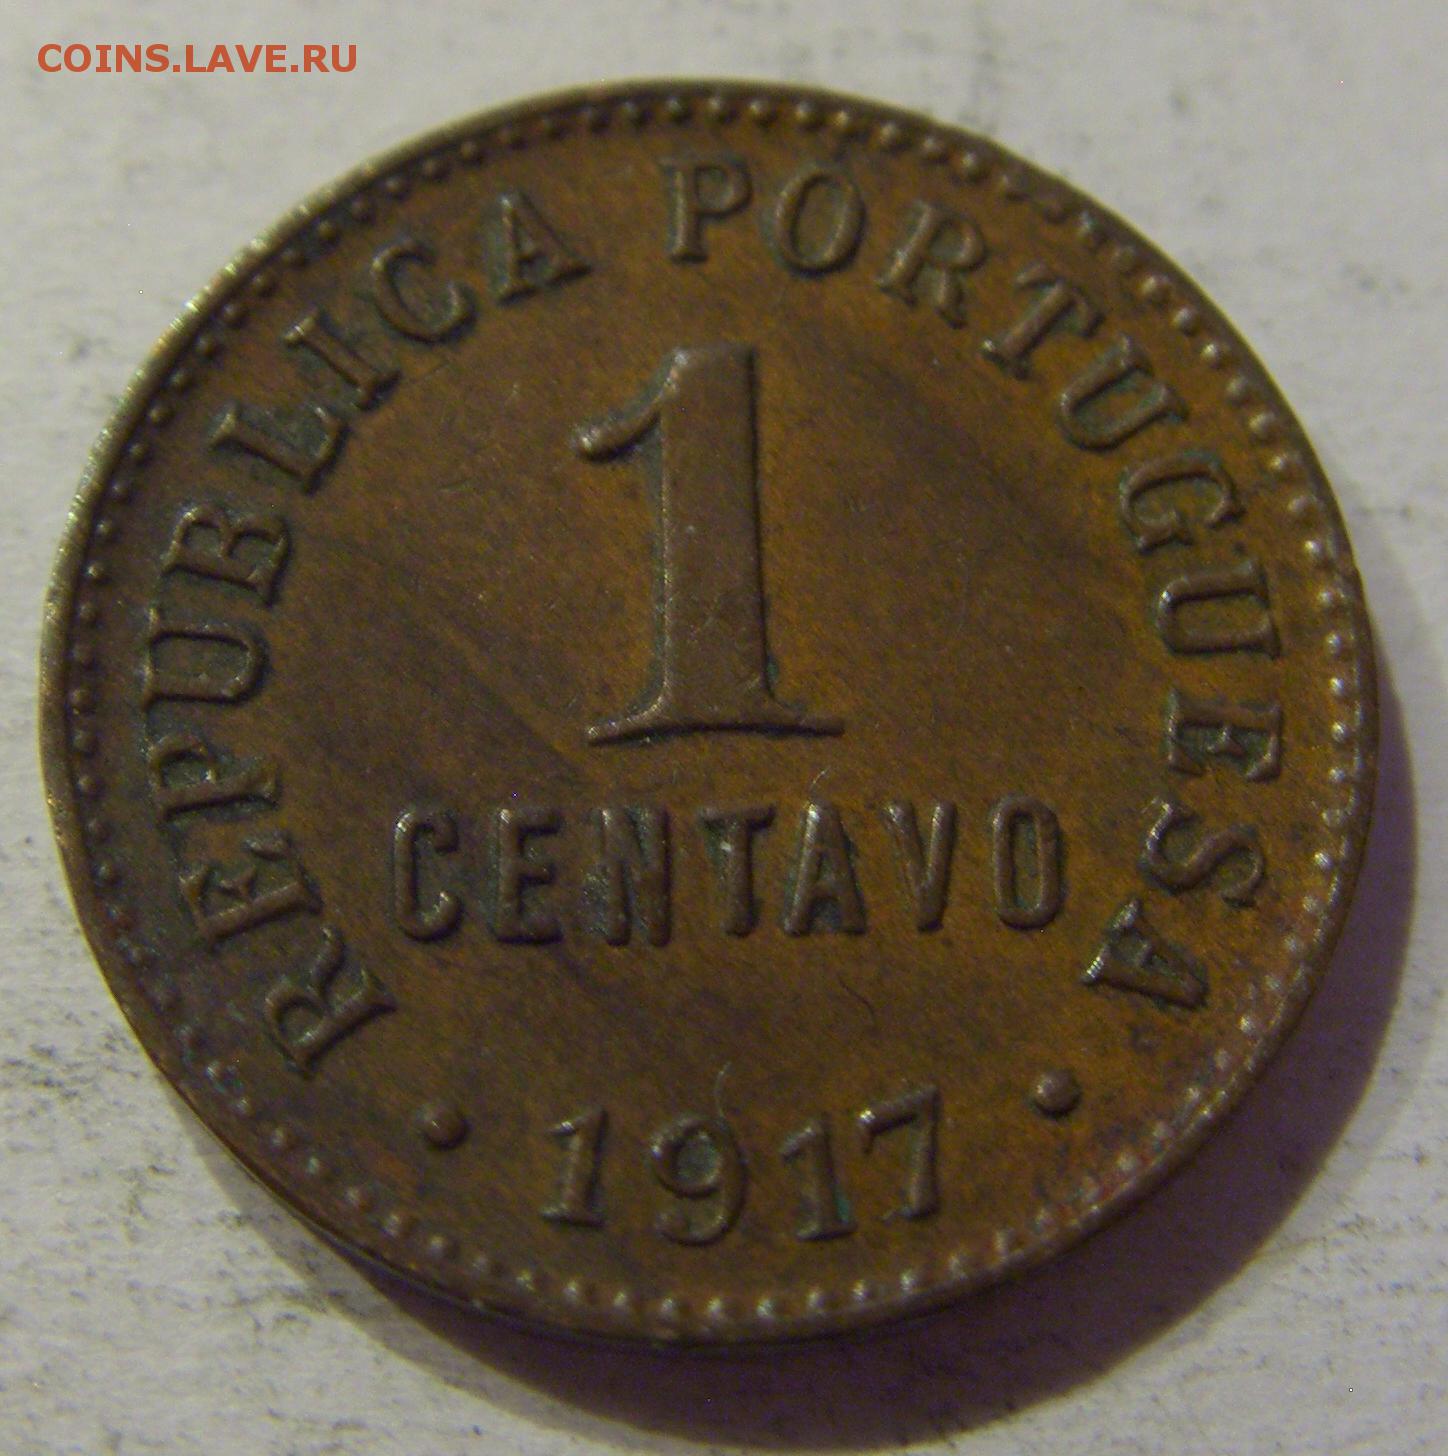 COINS.LAVE.RU
REPUBLICA PORTUGUESA
1
CENTAVO
• 1917 •